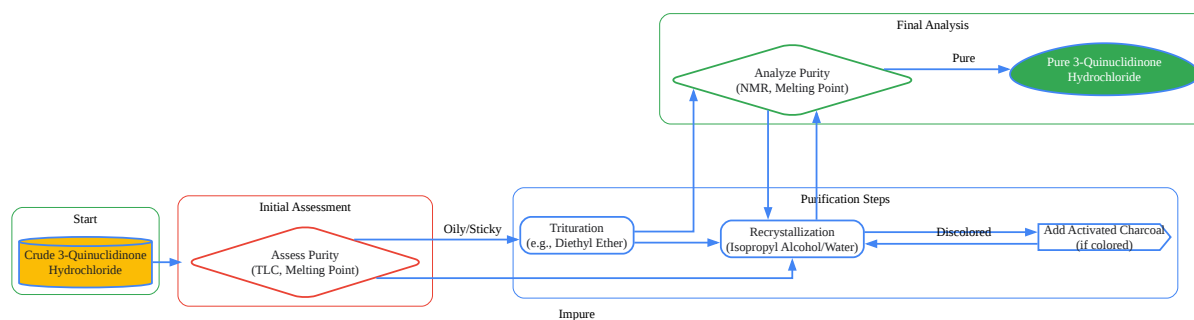 Final Analysis
Analyze Purity
(NMR, Melting Point)
Pure
Pure 3-Quinuclidinone
Hydrochloride
Start
Crude 3-Quinuclidinone
Hydrochloride
Initial Assessment
Assess Purity
(TLC, Melting Point)
Oily/Sticky
Impure
Purification Steps
Trituration
(e.g., Diethyl Ether)
Recrystallization
(Isopropyl Alcohol/Water)
Discolored
Add Activated Charcoal
(if colored)